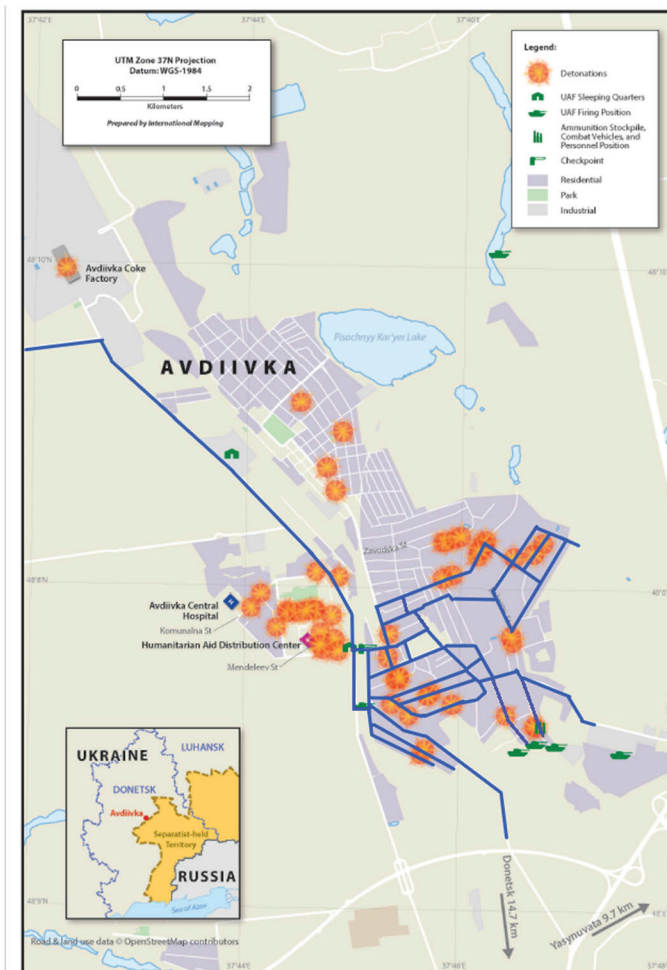 37°42'E
37°44'E
37°46'E
UTM Zone 37N Projection
Datum: WGS-1984
0 0,5 1 1,5 2
Kilometers
Prepared by International Mapping
Legend:
Detonations
UAF Sleeping Quarters
UAF Firing Position
Ammunition Stockpile,
Combat Vehicles, and
Personnel Position
Checkpoint
Residential
Park
Industrial
48°10'N
48°10'
Avdiivka Coke
Factory
Pisochnyy Kar'yer Lake
AVDIIVKA
Zavodska St
48°8'N
48°8'N
Avdiivka Central
Hospital
Komunalna St
Humanitarian Aid Distribution Center
Mendeleev St
UKRAINE
LUHANSK
DONETSK
Avdiivka
Separatist-held
Territory
RUSSIA
Sea of Azov
Donetsk 14.7 km
Yasynuvata 9.7 km
48°6'N
Road & land use data © OpenStreetMap contributors
37°44'E
37°46'E